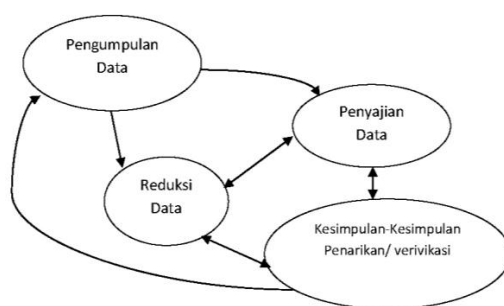 Pengumpulan
Data
Penyajian
Data
Reduksi
Data
Kesimpulan-Kesimpulan
Penarikan/ verivikasi